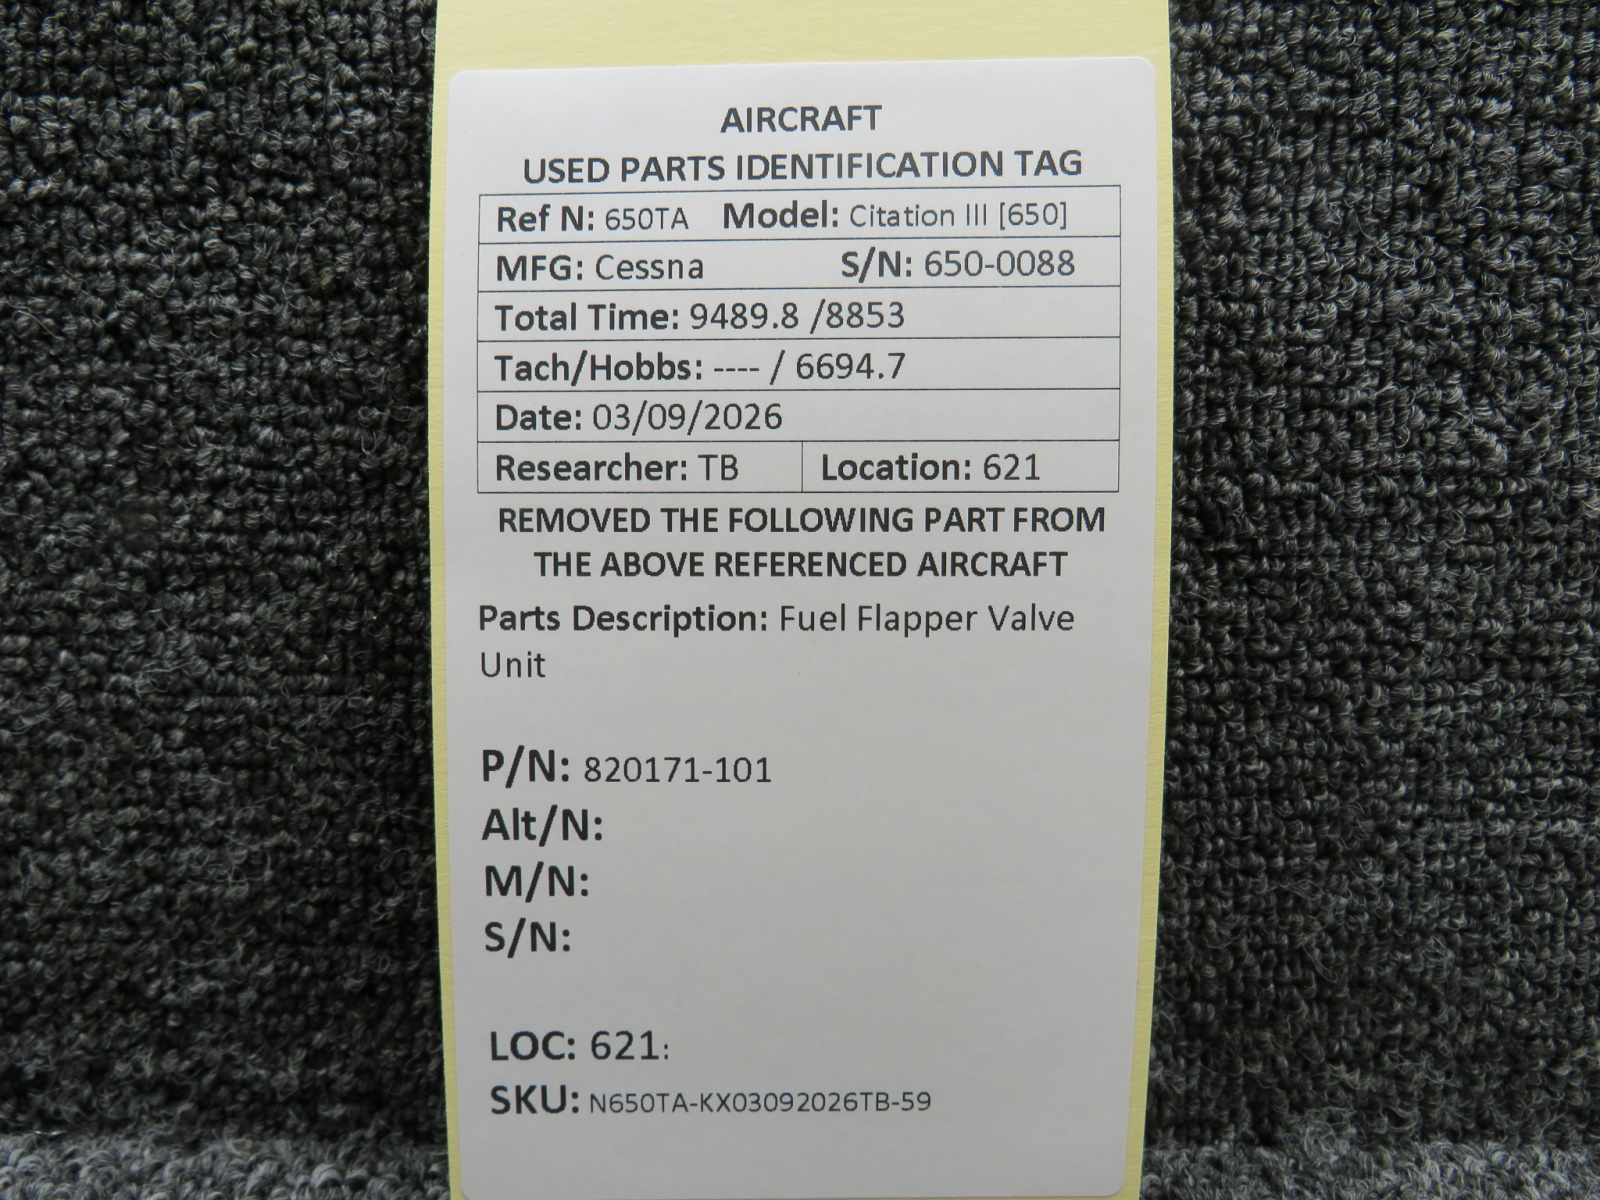 AIRCRAFT
USED PARTS IDENTIFICATION TAG
Ref N: 650TA Model: Citation III [650]
MFG: Cessna S/N: 650-0088
Total Time: 9489.8 /8853
Tach/Hobbs: ---- / 6694.7
Date: 03/09/2026
Researcher: TB Location: 621
REMOVED THE FOLLOWING PART FROM
THE ABOVE REFERENCED AIRCRAFT
Parts Description: Fuel Flapper Valve
Unit
P/N: 820171-101
Alt/N:
M/N:
S/N:
LOC: 621:
SKU: N650TA-KX03092026TB-59